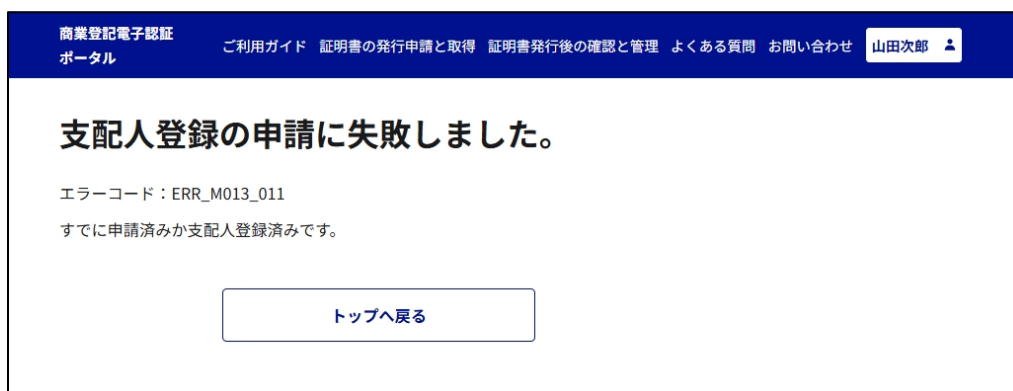 商業登記電子認証
ポータル
ご利用ガイド 証明書の発行申請と取得 証明書発行後の確認と管理 よくある質問 お問い合わせ 山田次郎
支配人登録の申請に失敗しました。
エラーコード：ERR_M013_011
すでに申請済みか支配人登録済みです。
トップへ戻る